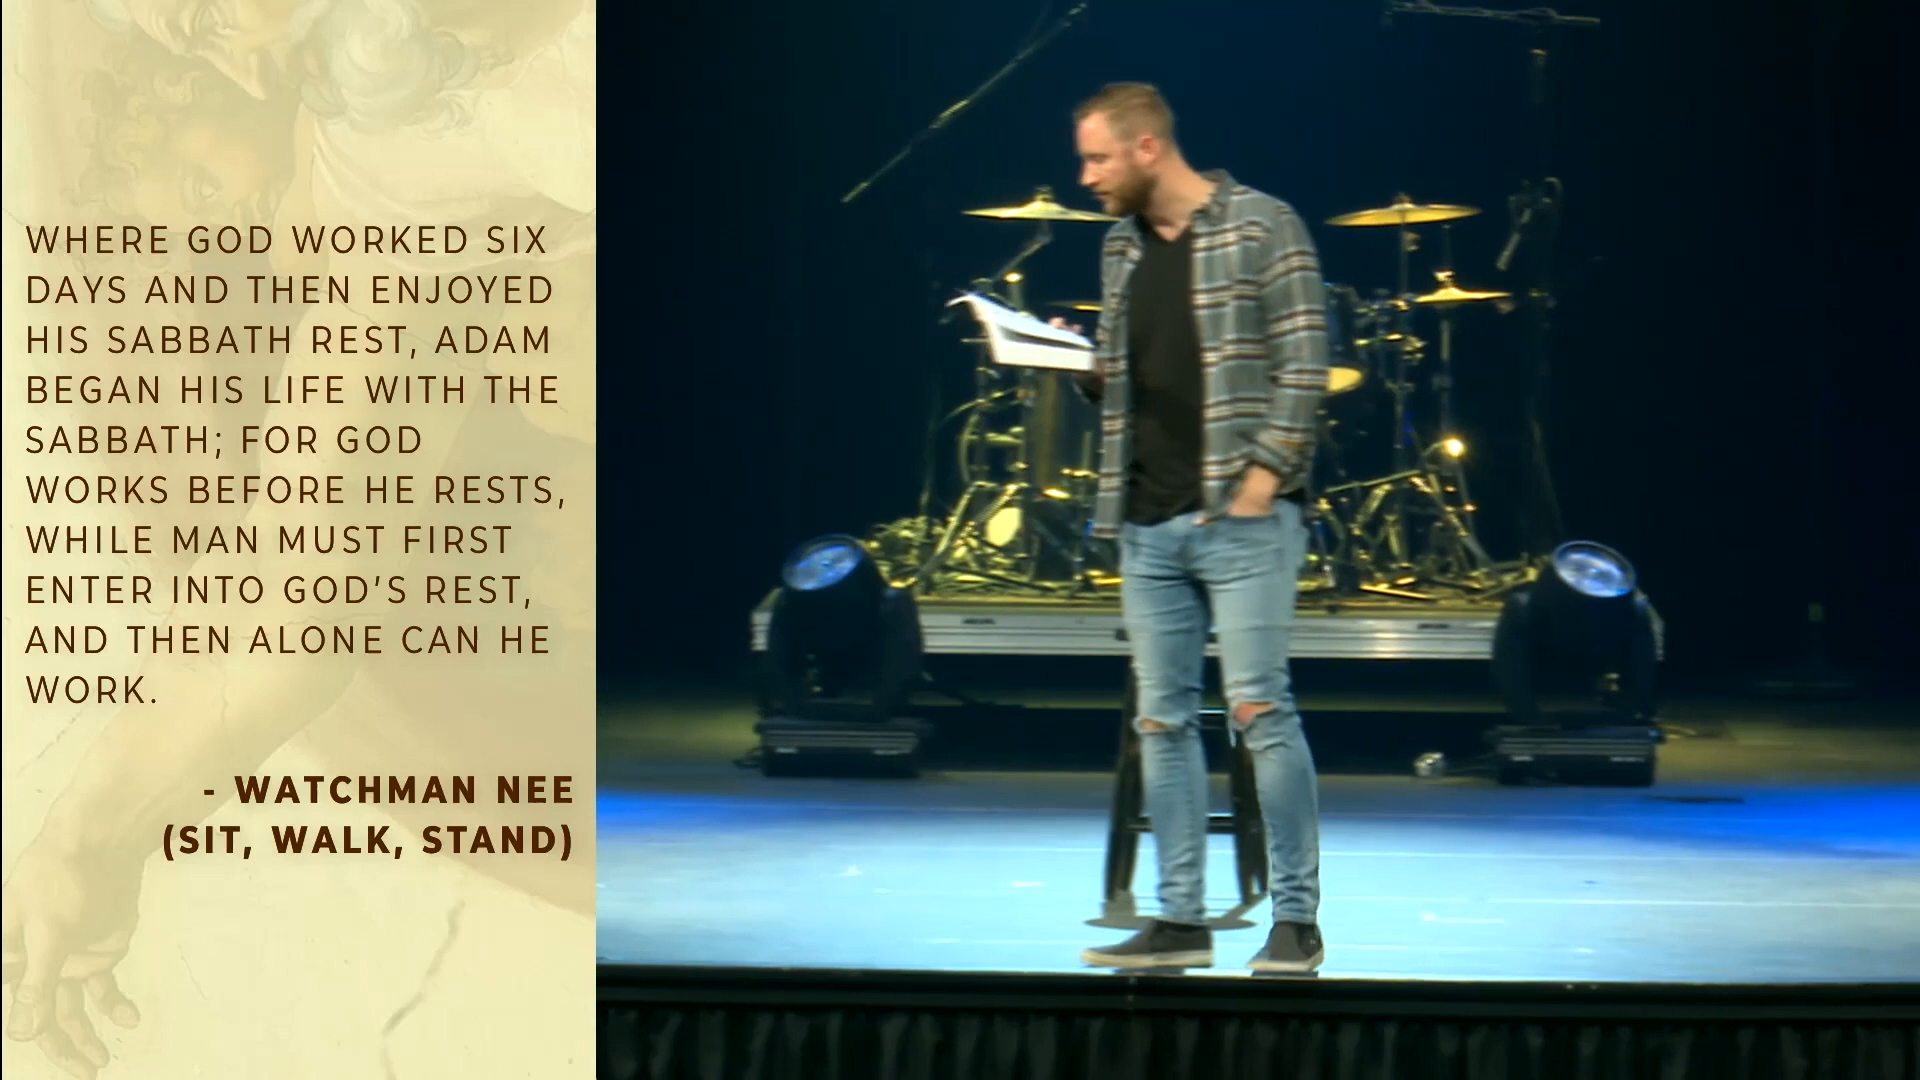 WHERE GOD WORKED SIX
DAYS AND THEN ENJOYED
HIS SABBATH REST, ADAM
BEGAN HIS LIFE WITH THE
SABBATH; FOR GOD
WORKS BEFORE HE RESTS,
WHILE MAN MUST FIRST
ENTER INTO GOD'S REST,
AND THEN ALONE CAN HE
WORK.
- WATCHMAN NEE
(SIT, WALK, STAND)